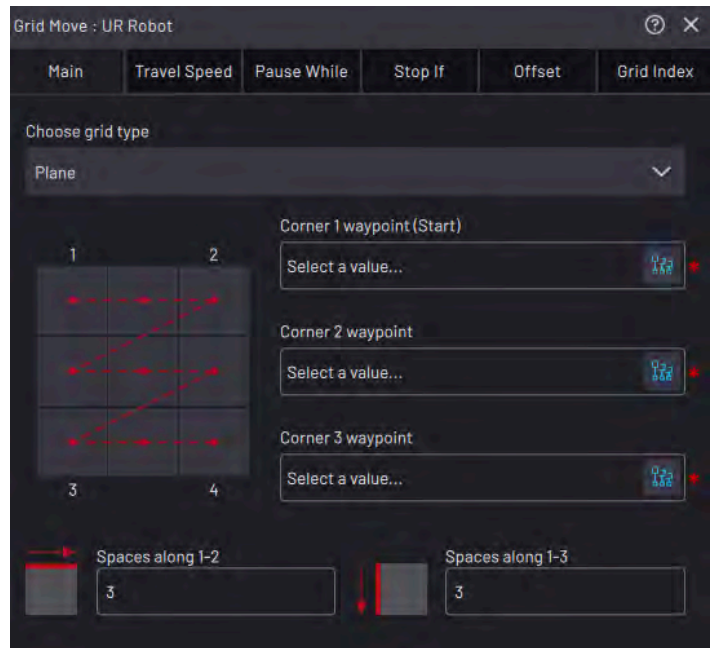 Grid Move : UR Robot
Main Travel Speed Pause While Stop If Offset Grid Index
Choose grid type
Plane
Corner 1 waypoint (Start)
1 2
Select a value...
Corner 2 waypoint
Select a value...
Corner 3 waypoint
Select a value...
3 4
Spaces along 1-2 Spaces along 1-3
3 3